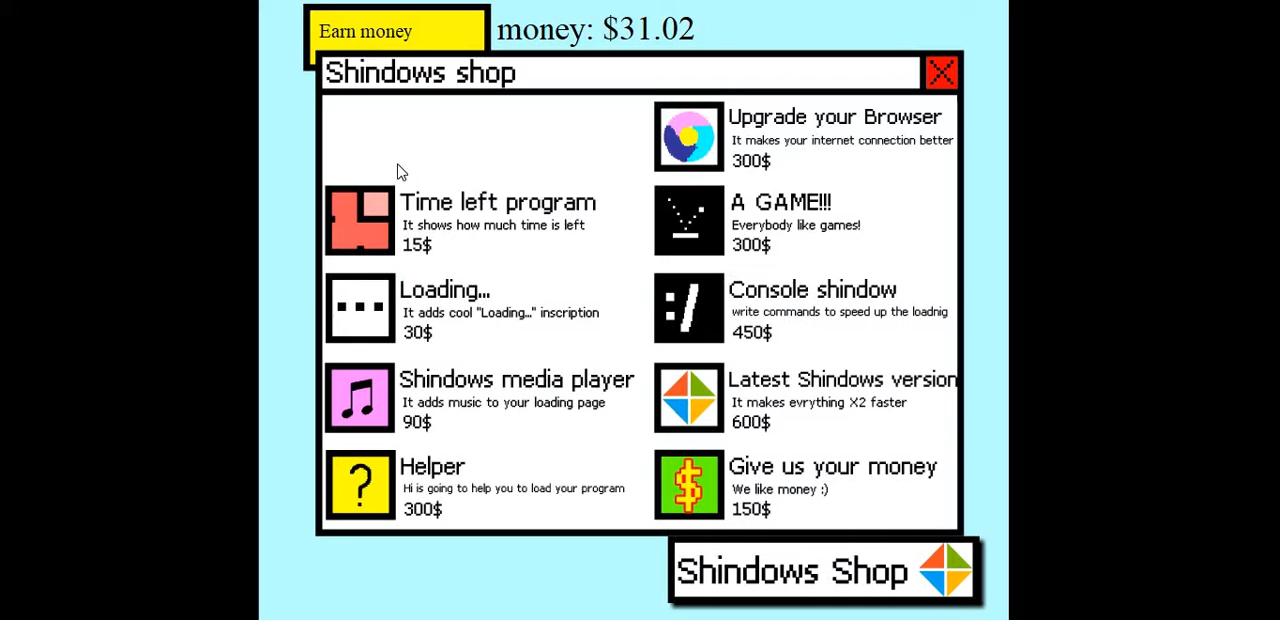 Earn money
money: $31.02
Shindows shop
Upgrade your Browser
It makes your internet connection better
300$
Time left program
It shows how much time is left
15$
A GAME!!!
Everybody like games!
300$
Loading...
It adds cool "Loading..." inscription
30$
:/
Console shindow
write commands to speed up the loadnig
450$
Shindows media player
It adds music to your loading page
90$
Latest Shindows version
It makes evrything X2 faster
600$
?
Helper
Hi is going to help you to load your program
300$
$
Give us your money
We like money :)
150$
Shindows Shop